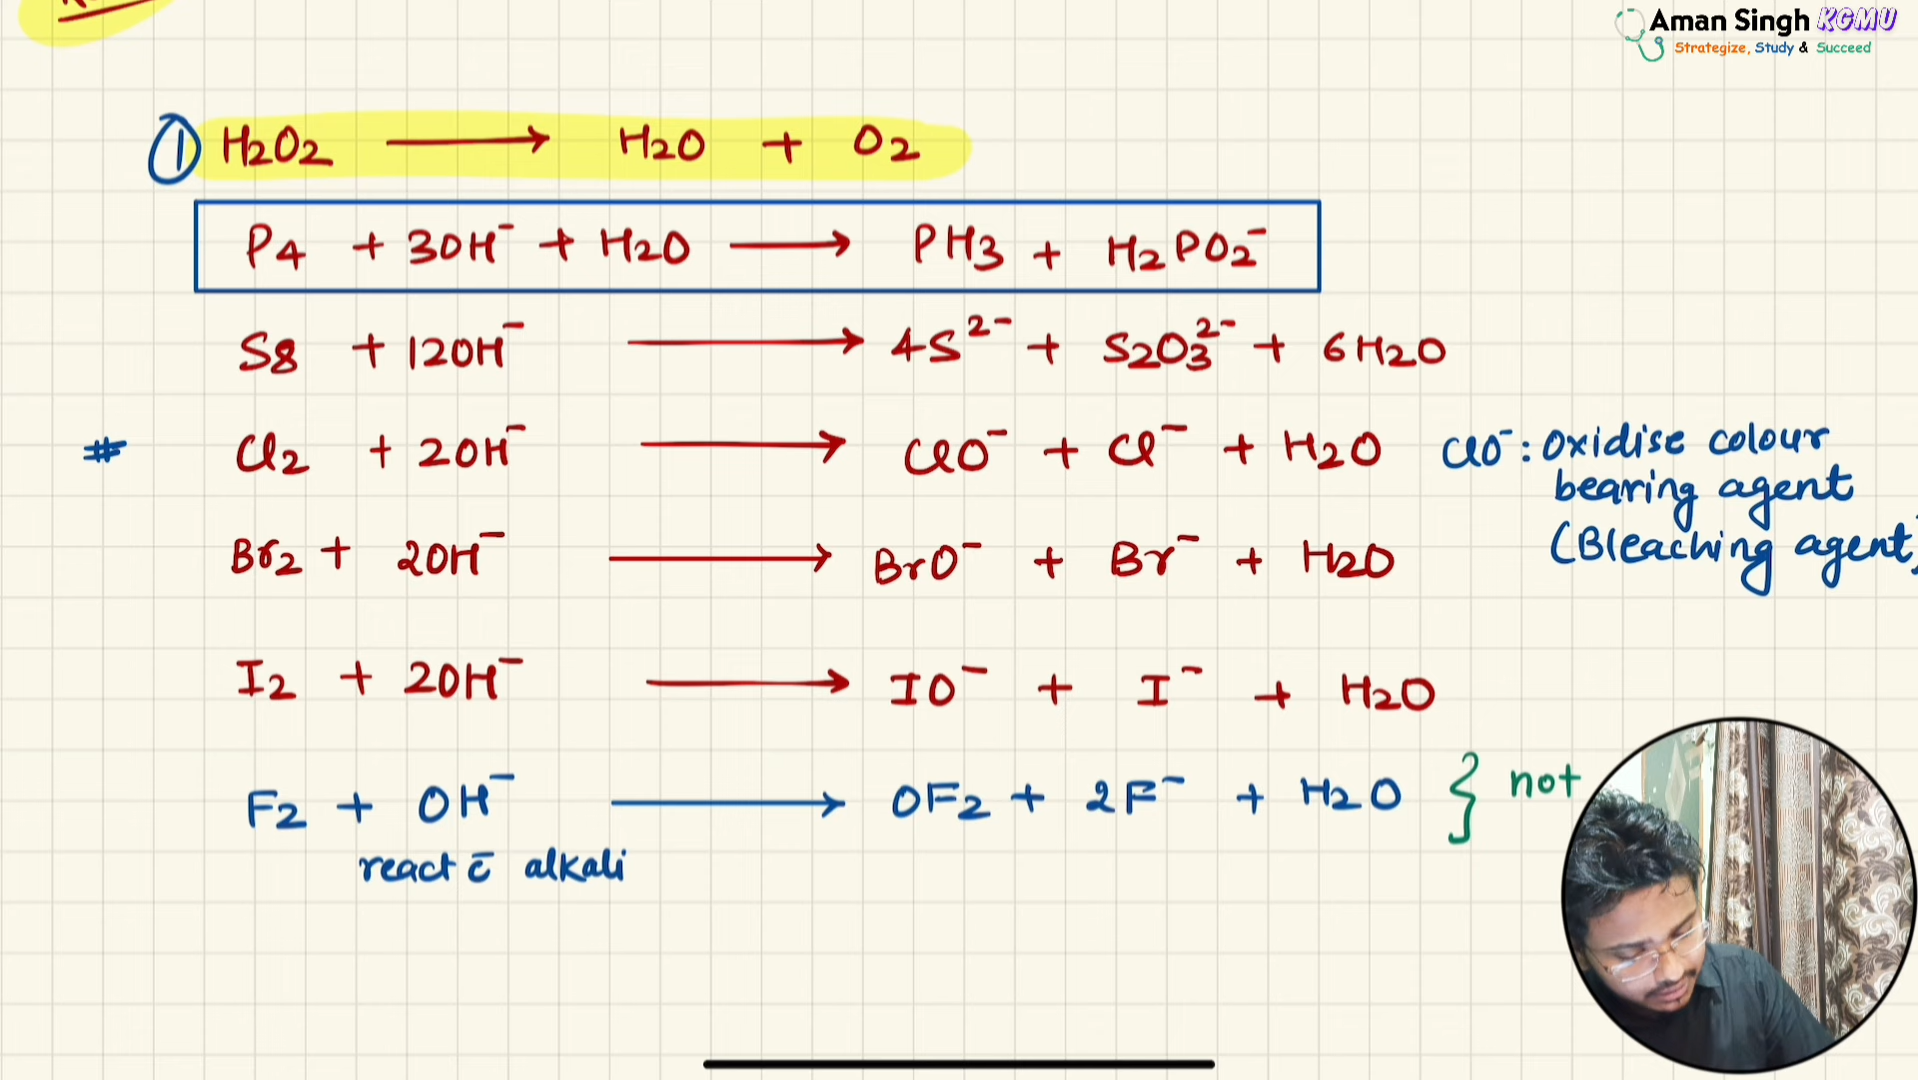 Aman Singh KGMU
Strategize, Study & Succeed
① H2O2 ⟶ H2O + O2
P4 + 3OH⁻ + H2O ⟶ PH3 + H2PO2⁻
S8 + 12OH⁻ ⟶ 4S²⁻ + S2O3²⁻ + 6H2O
# Cl2 + 2OH⁻ ⟶ ClO⁻ + Cl⁻ + H2O ClO⁻ : Oxidise colour
bearing agent
(Bleaching agent)
Br2 + 2OH⁻ ⟶ BrO⁻ + Br⁻ + H2O
I2 + 2OH⁻ ⟶ IO⁻ + I⁻ + H2O
F2 + OH⁻ ⟶ OF2 + 2F⁻ + H2O } not
react c̄ alkali